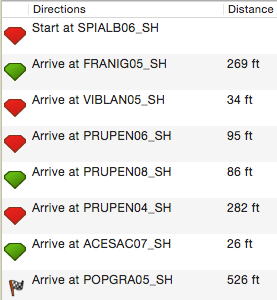 Directions Distance
Start at SPIALB06_SH
Arrive at FRANIG05_SH 269 ft
Arrive at VIBLAN05_SH 34 ft
Arrive at PRUPEN06_SH 95 ft
Arrive at PRUPEN08_SH 86 ft
Arrive at PRUPEN04_SH 282 ft
Arrive at ACESAC07_SH 26 ft
Arrive at POPGRA05_SH 526 ft